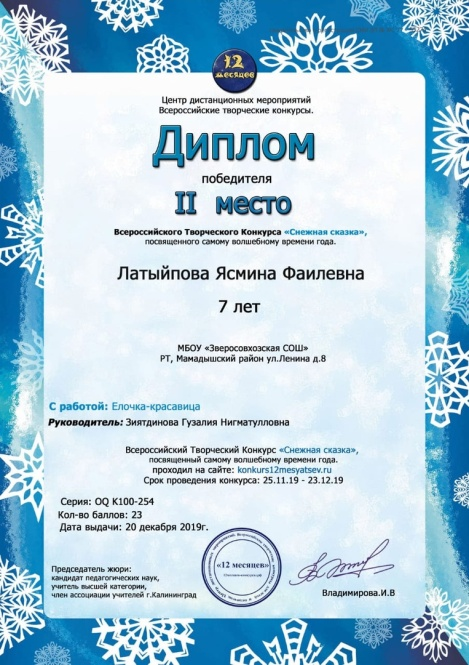 12
месяцев
Центр дистанционных мероприятий
Всероссийские творческие конкурсы.
Диплом
победителя
II место
Всероссийского Творческого Конкурса «Снежная сказка»,
посвященного самому волшебному времени года.
Латыйпова Ясмина Фаилевна
7 лет
МБОУ «Зверосовхозская СОШ»
РТ, Мамадышский район ул.Ленина д.8
С работой: Елочка-красавица
Руководитель: Зиятдинова Гузалия Нигматулловна
Всероссийский Творческий Конкурс «Снежная сказка»,
посвященный самому волшебному времени года.
проходил на сайте: konkurs12mesyatsev.ru
Срок проведения конкурса: 25.11.19 - 23.12.19
Серия: OQ K100-254
Кол-во баллов: 23
Дата выдачи: 20 декабря 2019г.
«12 месяцев»
Председатель жюри:
кандидат педагогических наук,
учитель высшей категории,
член ассоциации учителей г.Калининград
Владимирова.И.В